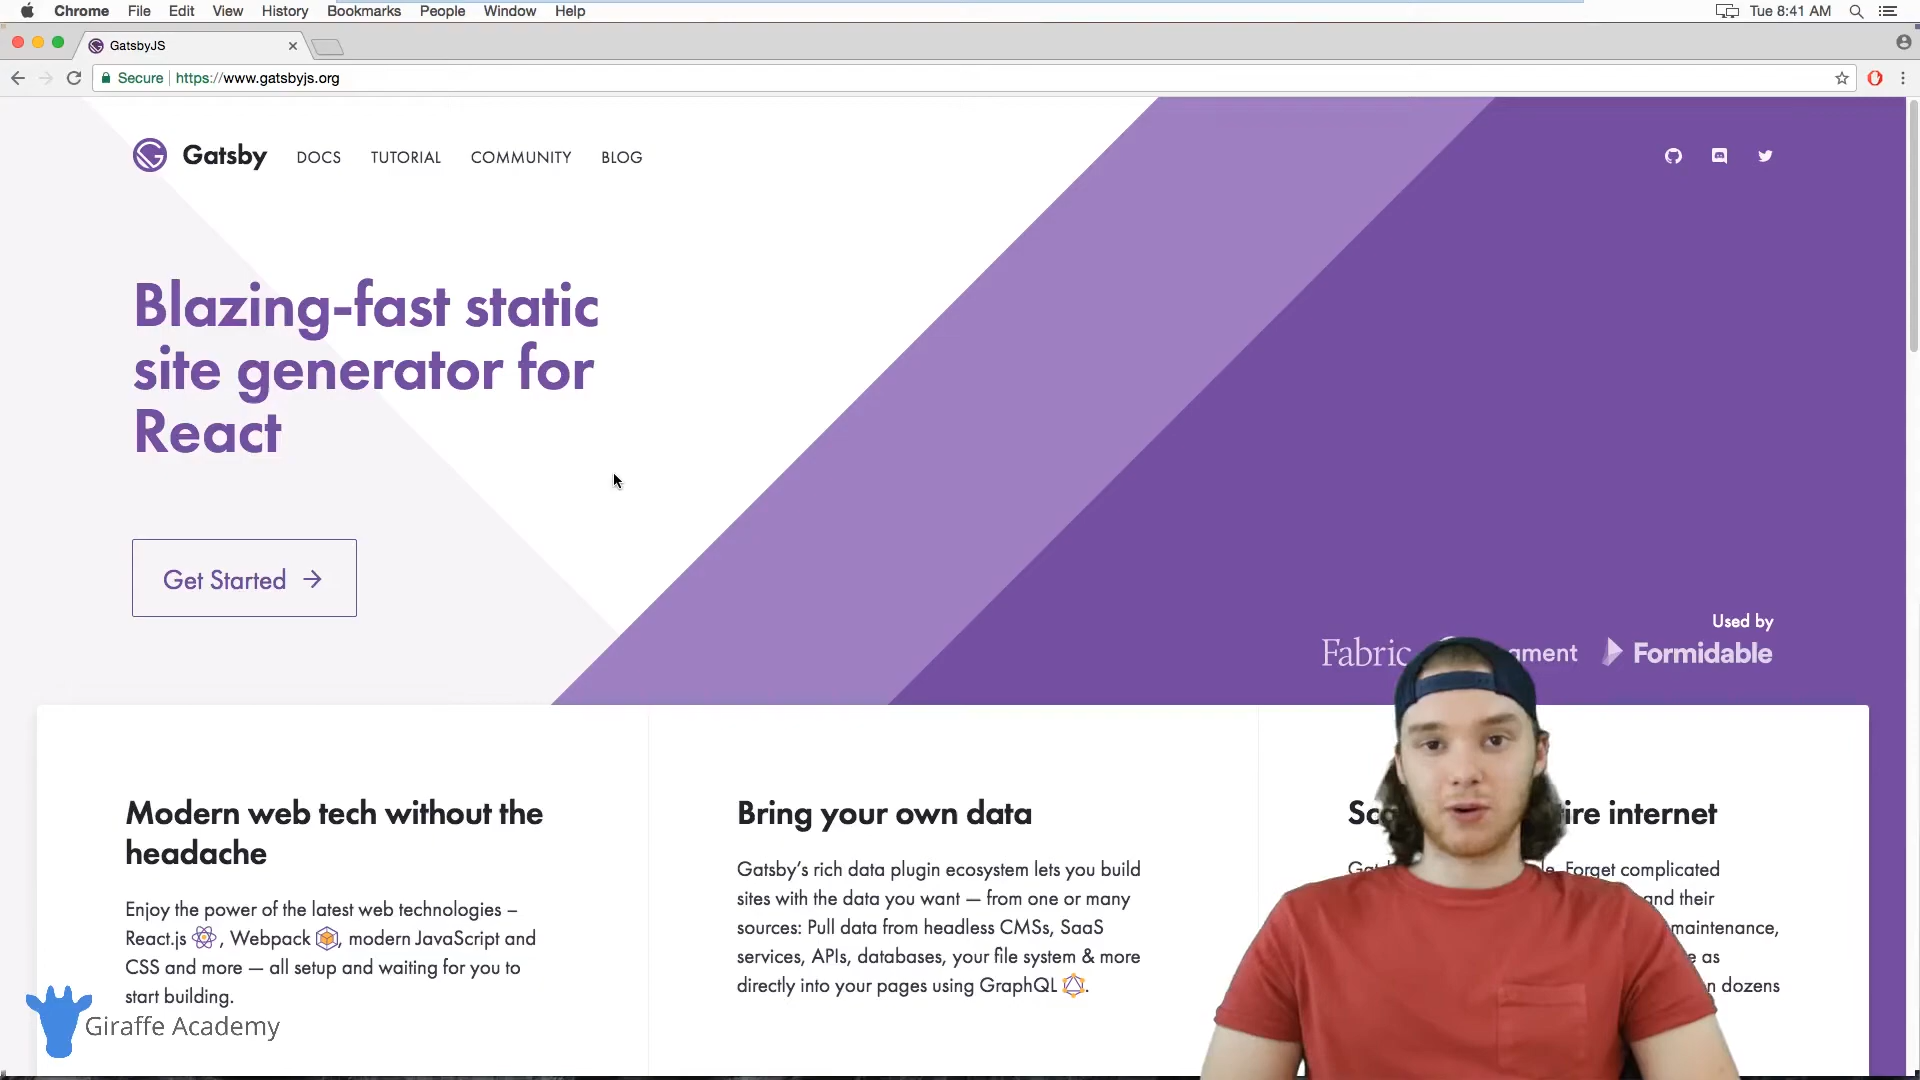 Chrome File Edit View History Bookmarks People Window Help Tue 8:41 AM
GatsbyJS
Secure https://www.gatsbyjs.org
Gatsby DOCS TUTORIAL COMMUNITY BLOG
Blazing-fast static
site generator for
React
Get Started
Used by
Fabric Formidable
Modern web tech without the
headache
Enjoy the power of the latest web technologies –
React.js , Webpack , modern JavaScript and
CSS and more — all setup and waiting for you to
start building.
Bring your own data
Gatsby’s rich data plugin ecosystem lets you build
sites with the data you want — from one or many
sources: Pull data from headless CMSs, SaaS
services, APIs, databases, your file system & more
directly into your pages using GraphQL .
internet
Forget complicated
and their
maintenance,
as
dozens
Giraffe Academy